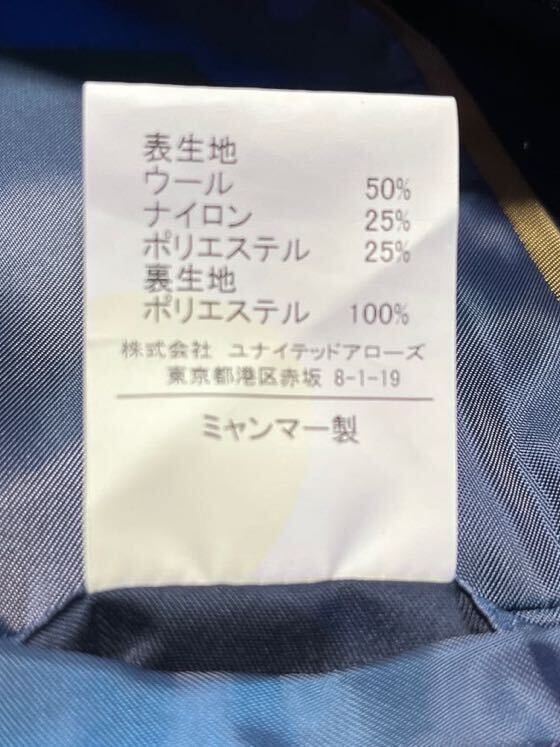 表生地
ウール 50%
ナイロン 25%
ポリエステル 25%
裏生地
ポリエステル 100%
株式会社 ユナイテッドアローズ
東京都港区赤坂 8-1-19
ミャンマー製